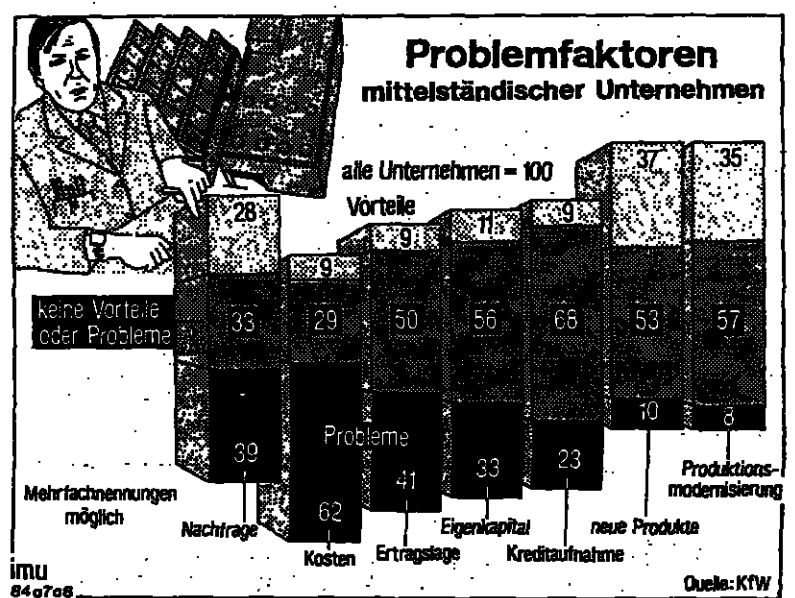 Problemfaktoren
mittelständischer Unternehmen
alle Unternehmen = 100
Vorteile
28
9
9
11
9
37
35
keine Vorteile
oder Probleme
33
29
50
56
68
53
57
Probleme
39
62
41
33
23
10
8
Mehrfachnennungen
möglich
Nachfrage
Kosten
Ertragslage
Eigenkapital
Kreditaufnahme
neue Produkte
Produktions-
modernisierung
imu
Quelle: KfW